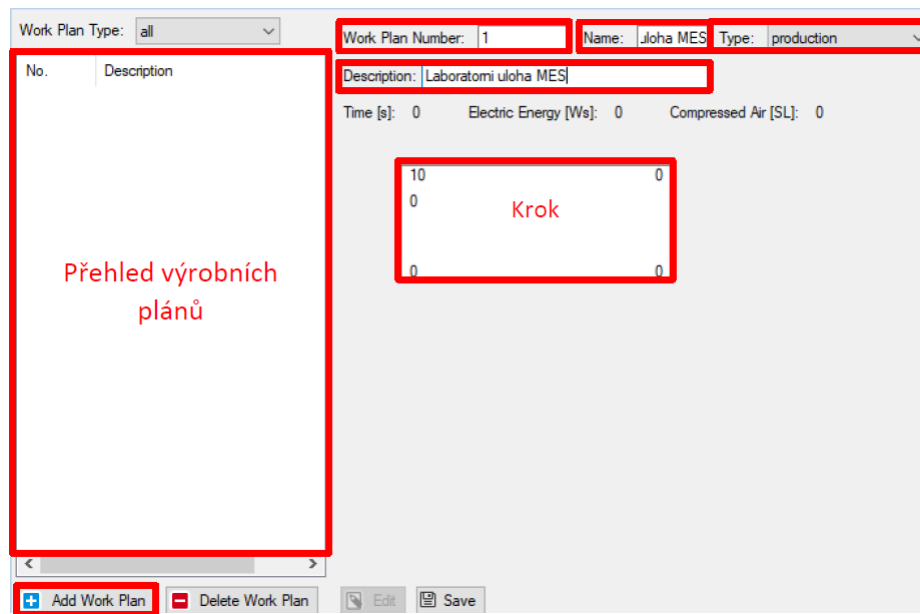 Work Plan Type: all
Work Plan Number: 1 Name: uloha MES Type: production
No. Description
Description: Laboratorni uloha MES
Time [s]: 0 Electric Energy [Ws]: 0 Compressed Air [SL]: 0
10 0
0
Krok
0 0
Přehled výrobních
plánů
Add Work Plan Delete Work Plan Edit Save